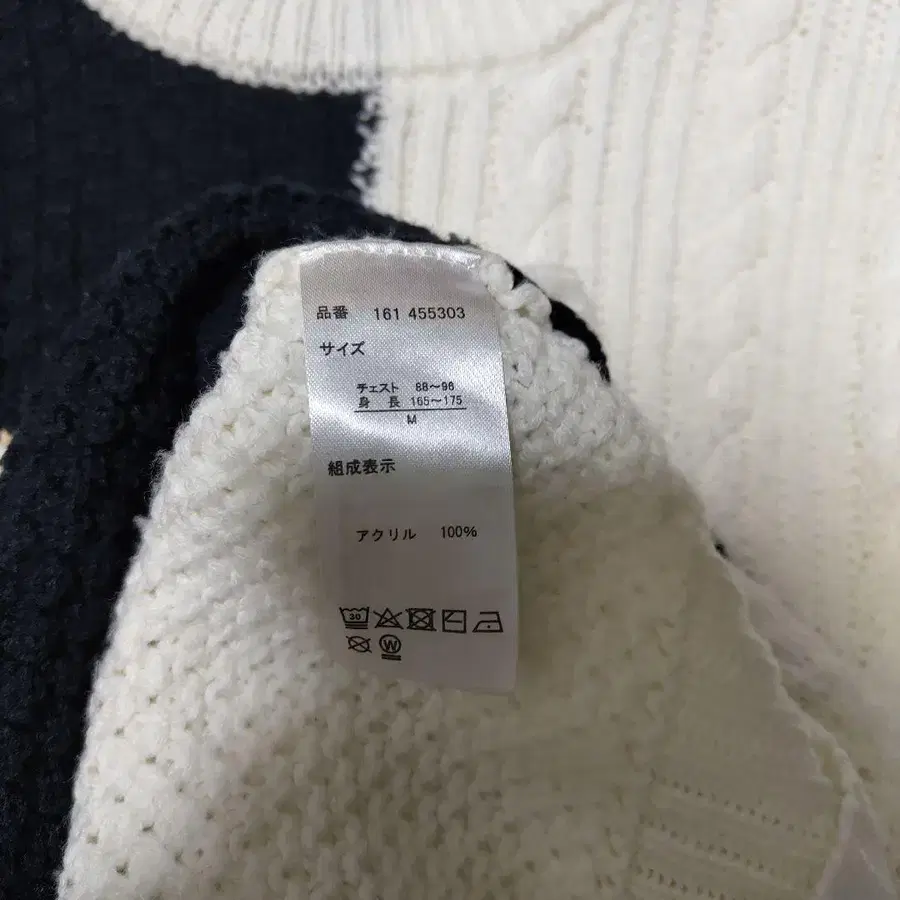 品番 161 455303
サイズ
チェスト 88～96
身 長 165～175
M
組成表示
アクリル 100%
30
W